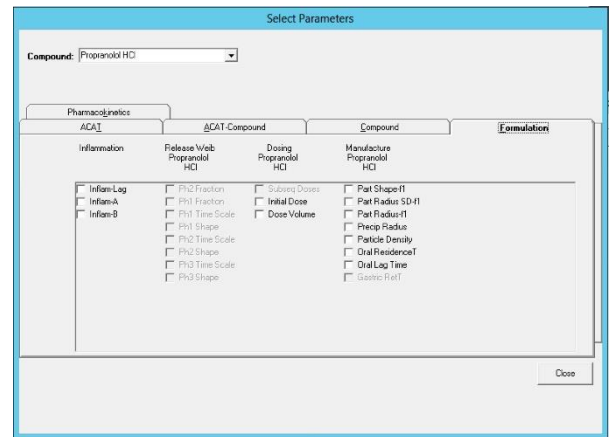 Select Parameters
Compound: Propranolol HCl
Pharmacokinetics
ACAT ACAT-Compound Compound Formulation
Inflammation Release Weib Dosing Manufacture
Propranolol Propranolol Propranolol
HCl HCl HCl
Inflam-Lag Ph2 Fraction Subseq Doses Part Shape-f1
Inflam-A Ph1 Fraction Initial Dose Part Radius SD-f1
Inflam-B Ph1 Time Scale Dose Volume Part Radius-f1
Ph1 Shape Precip Radius
Ph2 Time Scale Particle Density
Ph2 Shape Oral ResidenceT
Ph3 Time Scale Oral Lag Time
Ph3 Shape Gastric RetT
Close